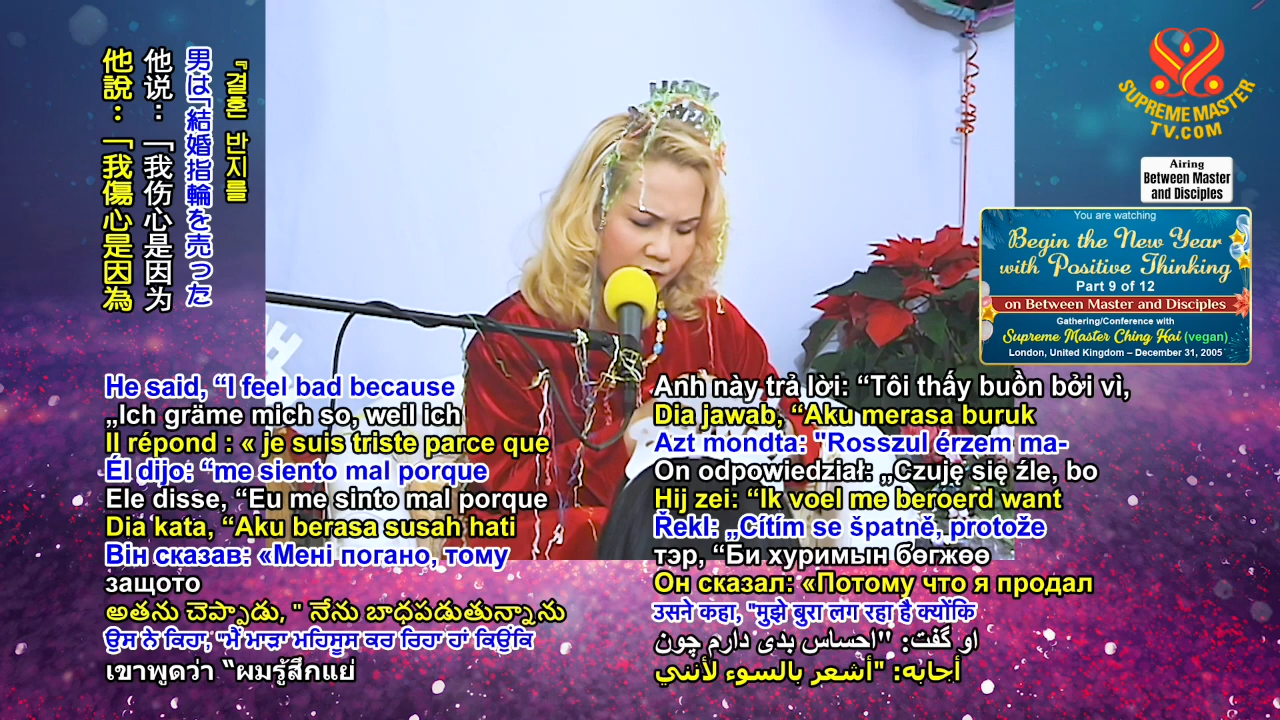 『결혼 반지를
男は「結婚指輪を売った
他说：「我伤心是因为
他說：「我傷心是因為
SUPREME MASTER
TV.COM
Airing
Between Master
and Disciples
You are watching
Begin the New Year
with Positive Thinking
Part 9 of 12
on Between Master and Disciples
Gathering/Conference with
Supreme Master Ching Hai (vegan)
London, United Kingdom – December 31, 2005
He said, “I feel bad because
„Ich gräme mich so, weil ich
Il répond : « je suis triste parce que
Él dijo: “me siento mal porque
Ele disse, “Eu me sinto mal porque
Dia kata, “Aku berasa susah hati
Він сказав: «Мені погано, тому
защото
అతను చెప్పాడు, " నేను బాధపడుతున్నాను
ਉਸ ਨੇ ਕਿਹਾ, "ਮੈਂ ਮਾੜਾ ਮਹਿਸੂਸ ਕਰ ਰਿਹਾ ਹਾਂ ਕਿਉਂਕਿ
เขาพูดว่า “ผมรู้สึกแย่
Anh này trả lời: “Tôi thấy buồn bởi vì,
Dia jawab, “Aku merasa buruk
Azt mondta: "Rosszul érzem ma-
On odpowiedział: „Czuję się źle, bo
Hij zei: “Ik voel me beroerd want
Řekl: „Cítím se špatně, protože
тэр, “Би хуримын бөгжөө
Он сказал: «Потому что я продал
उसने कहा, "मुझे बुरा लग रहा है क्योंकि
او گفت: "احساس بدی دارم چون
أجابه: "أشعر بالسوء لأنني